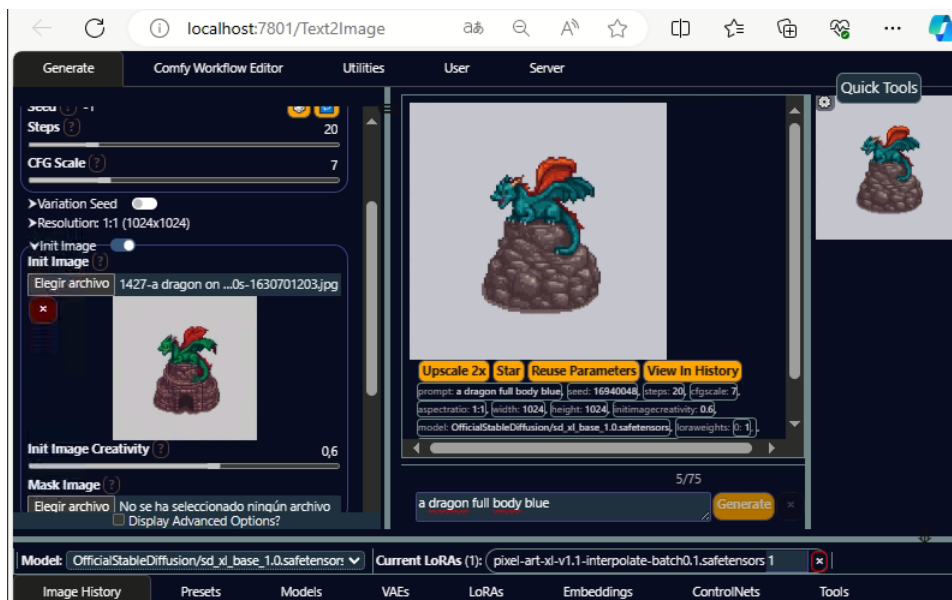 localhost:7801/Text2Image
aあ
Generate Comfy Workflow Editor Utilities User Server
Quick Tools
Seed ? -1
Steps ? 20
CFG Scale ? 7
Variation Seed
Resolution: 1:1 (1024x1024)
Init Image
Init Image ?
Elegir archivo 1427-a dragon on ...0s-1630701203.jpg
Init Image Creativity ? 0,6
Mask Image ?
Elegir archivo No se ha seleccionado ningún archivo
Display Advanced Options?
Upscale 2x Star Reuse Parameters View In History
prompt: a dragon full body blue, seed: 16940048, steps: 20, cfgscale: 7,
aspectratio: 1:1, width: 1024, height: 1024, initimagecreativity: 0.6,
model: OfficialStableDiffusion/sd_xl_base_1.0.safetensors, loraweights: 0: 1, ,
5/75
a dragon full body blue
Generate ×
Model: OfficialStableDiffusion/sd_xl_base_1.0.safetensors Current LoRAs (1): pixel-art-xl-v1.1-interpolate-batch0.1.safetensors 1 ×
Image History Presets Models VAEs LoRAs Embeddings ControlNets Tools